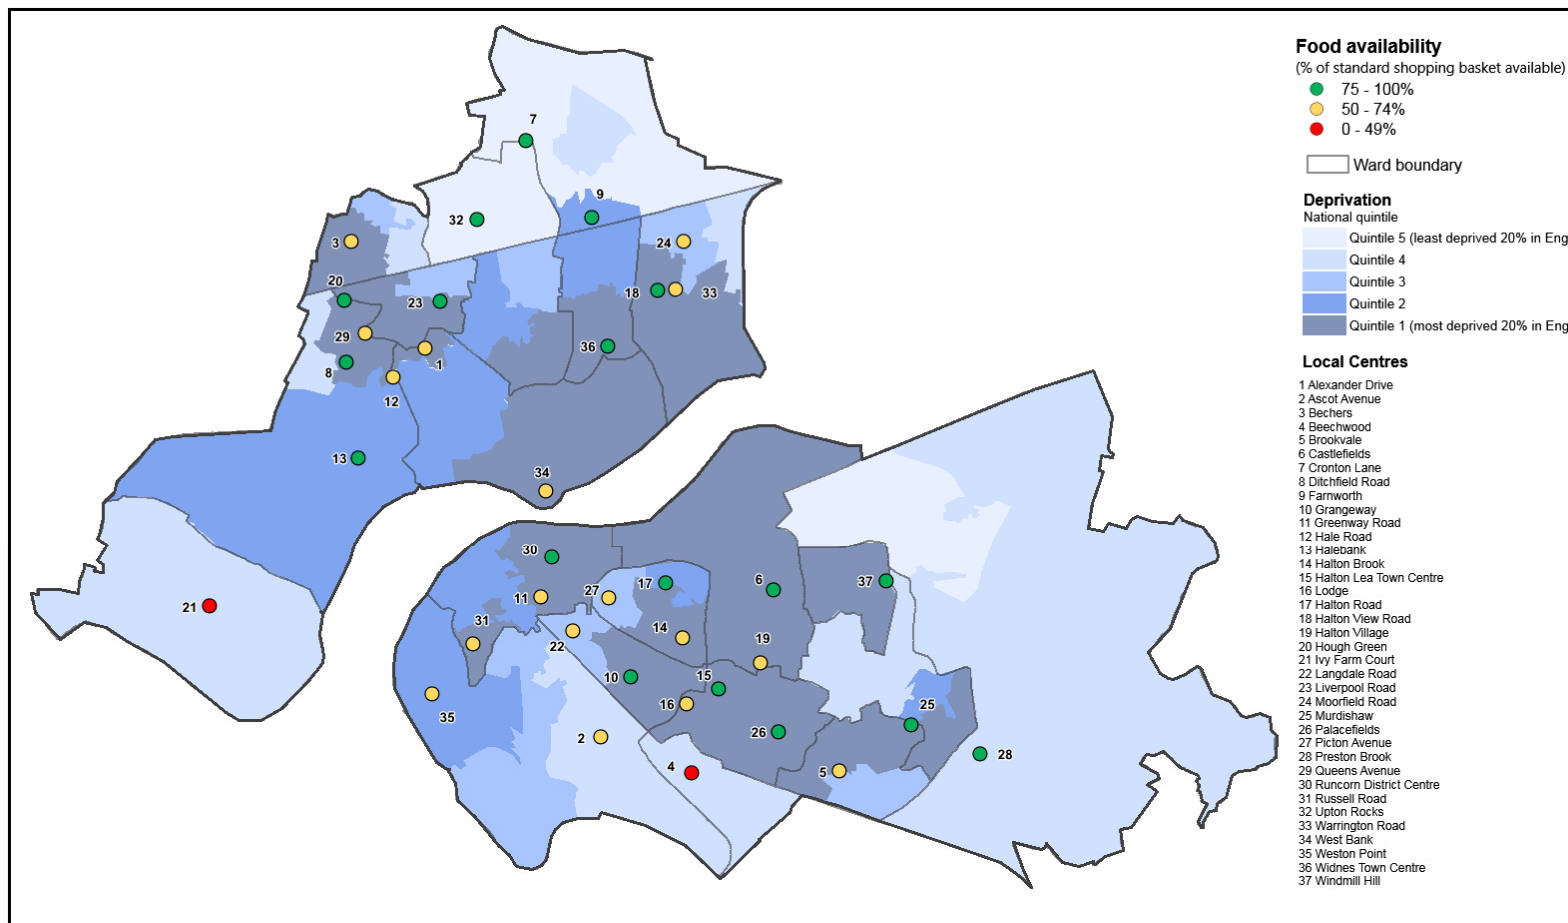 Food availability
(% of standard shopping basket available)
75 - 100%
50 - 74%
0 - 49%
Ward boundary
Deprivation
National quintile
Quintile 5 (least deprived 20% in Eng
Quintile 4
Quintile 3
Quintile 2
Quintile 1 (most deprived 20% in Eng
Local Centres
1 Alexander Drive
2 Ascot Avenue
3 Bechers
4 Beechwood
5 Brookvale
6 Castlefields
7 Cronton Lane
8 Ditchfield Road
9 Farnworth
10 Grangeway
11 Greenway Road
12 Hale Road
13 Halebank
14 Halton Brook
15 Halton Lea Town Centre
16 Lodge
17 Halton Road
18 Halton View Road
19 Halton Village
20 Hough Green
21 Ivy Farm Court
22 Langdale Road
23 Liverpool Road
24 Moorfield Road
25 Murdishaw
26 Palacefields
27 Picton Avenue
28 Preston Brook
29 Queens Avenue
30 Runcorn District Centre
31 Russell Road
32 Upton Rocks
33 Warrington Road
34 West Bank
35 Weston Point
36 Widnes Town Centre
37 Windmill Hill
7
9
32
3
24
20
23
18
33
29
36
8
1
12
13
34
30
17
6
37
21
11
27
31
14
22
19
10
15
16
25
35
2
26
28
4
5